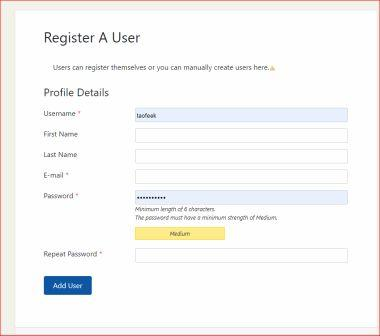 Register A User
Users can register themselves or you can manually create users here.
Profile Details
Username *
taofeek
First Name
Last Name
E-mail *
Password *
••••••••••
Minimum length of 6 characters.
The password must have a minimum strength of Medium.
Medium
Repeat Password *
Add User